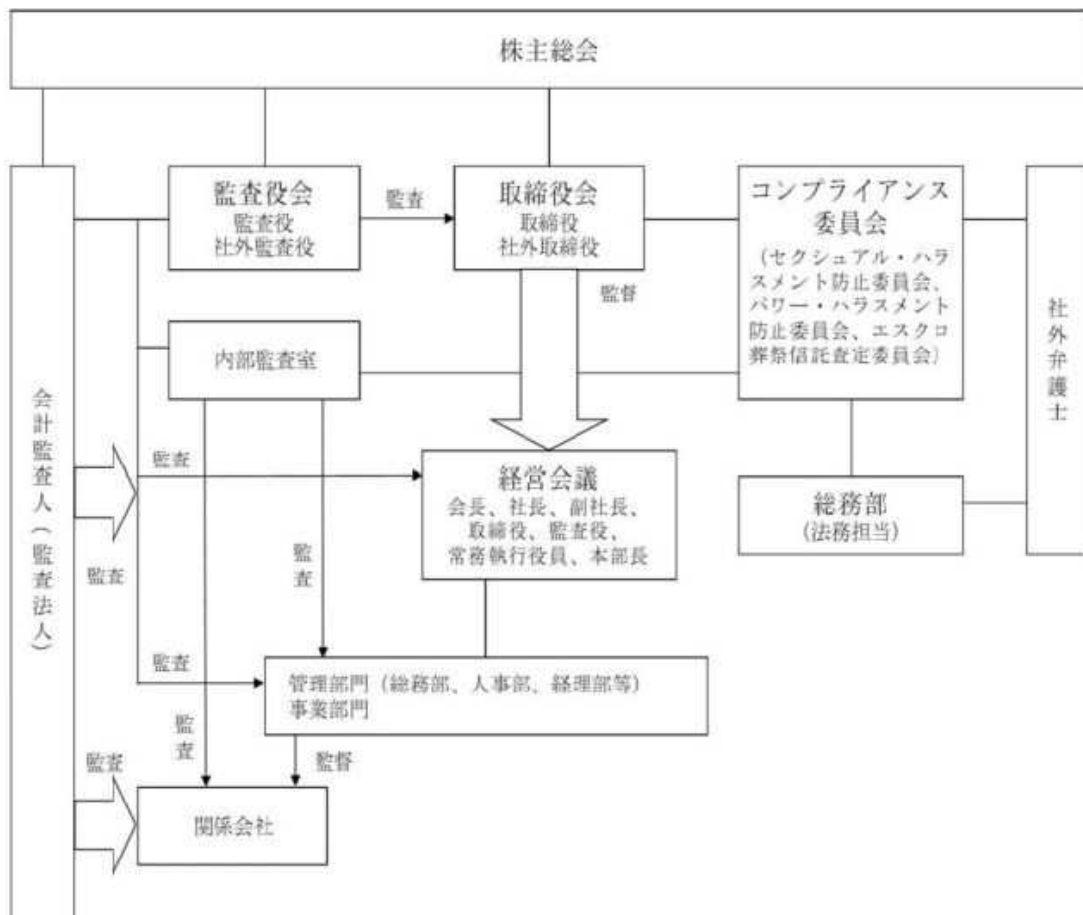 株主総会
監査役会
監査役
社外監査役
監査
取締役会
取締役
社外取締役
監督
コンプライアンス
委員会
(セクシュアル・ハラ
スメント防止委員会、
パワー・ハラスメント
防止委員会、エスクロ
葬祭信託査定委員会)
社外弁護士
内部監査室
会計監査人(監査法人)
監査
経営会議
会長、社長、副社長、
取締役、監査役、
常務執行役員、本部長
総務部
(法務担当)
監査
監査
監査
管理部門(総務部、人事部、経理部等)
事業部門
監査
監督
監査
関係会社